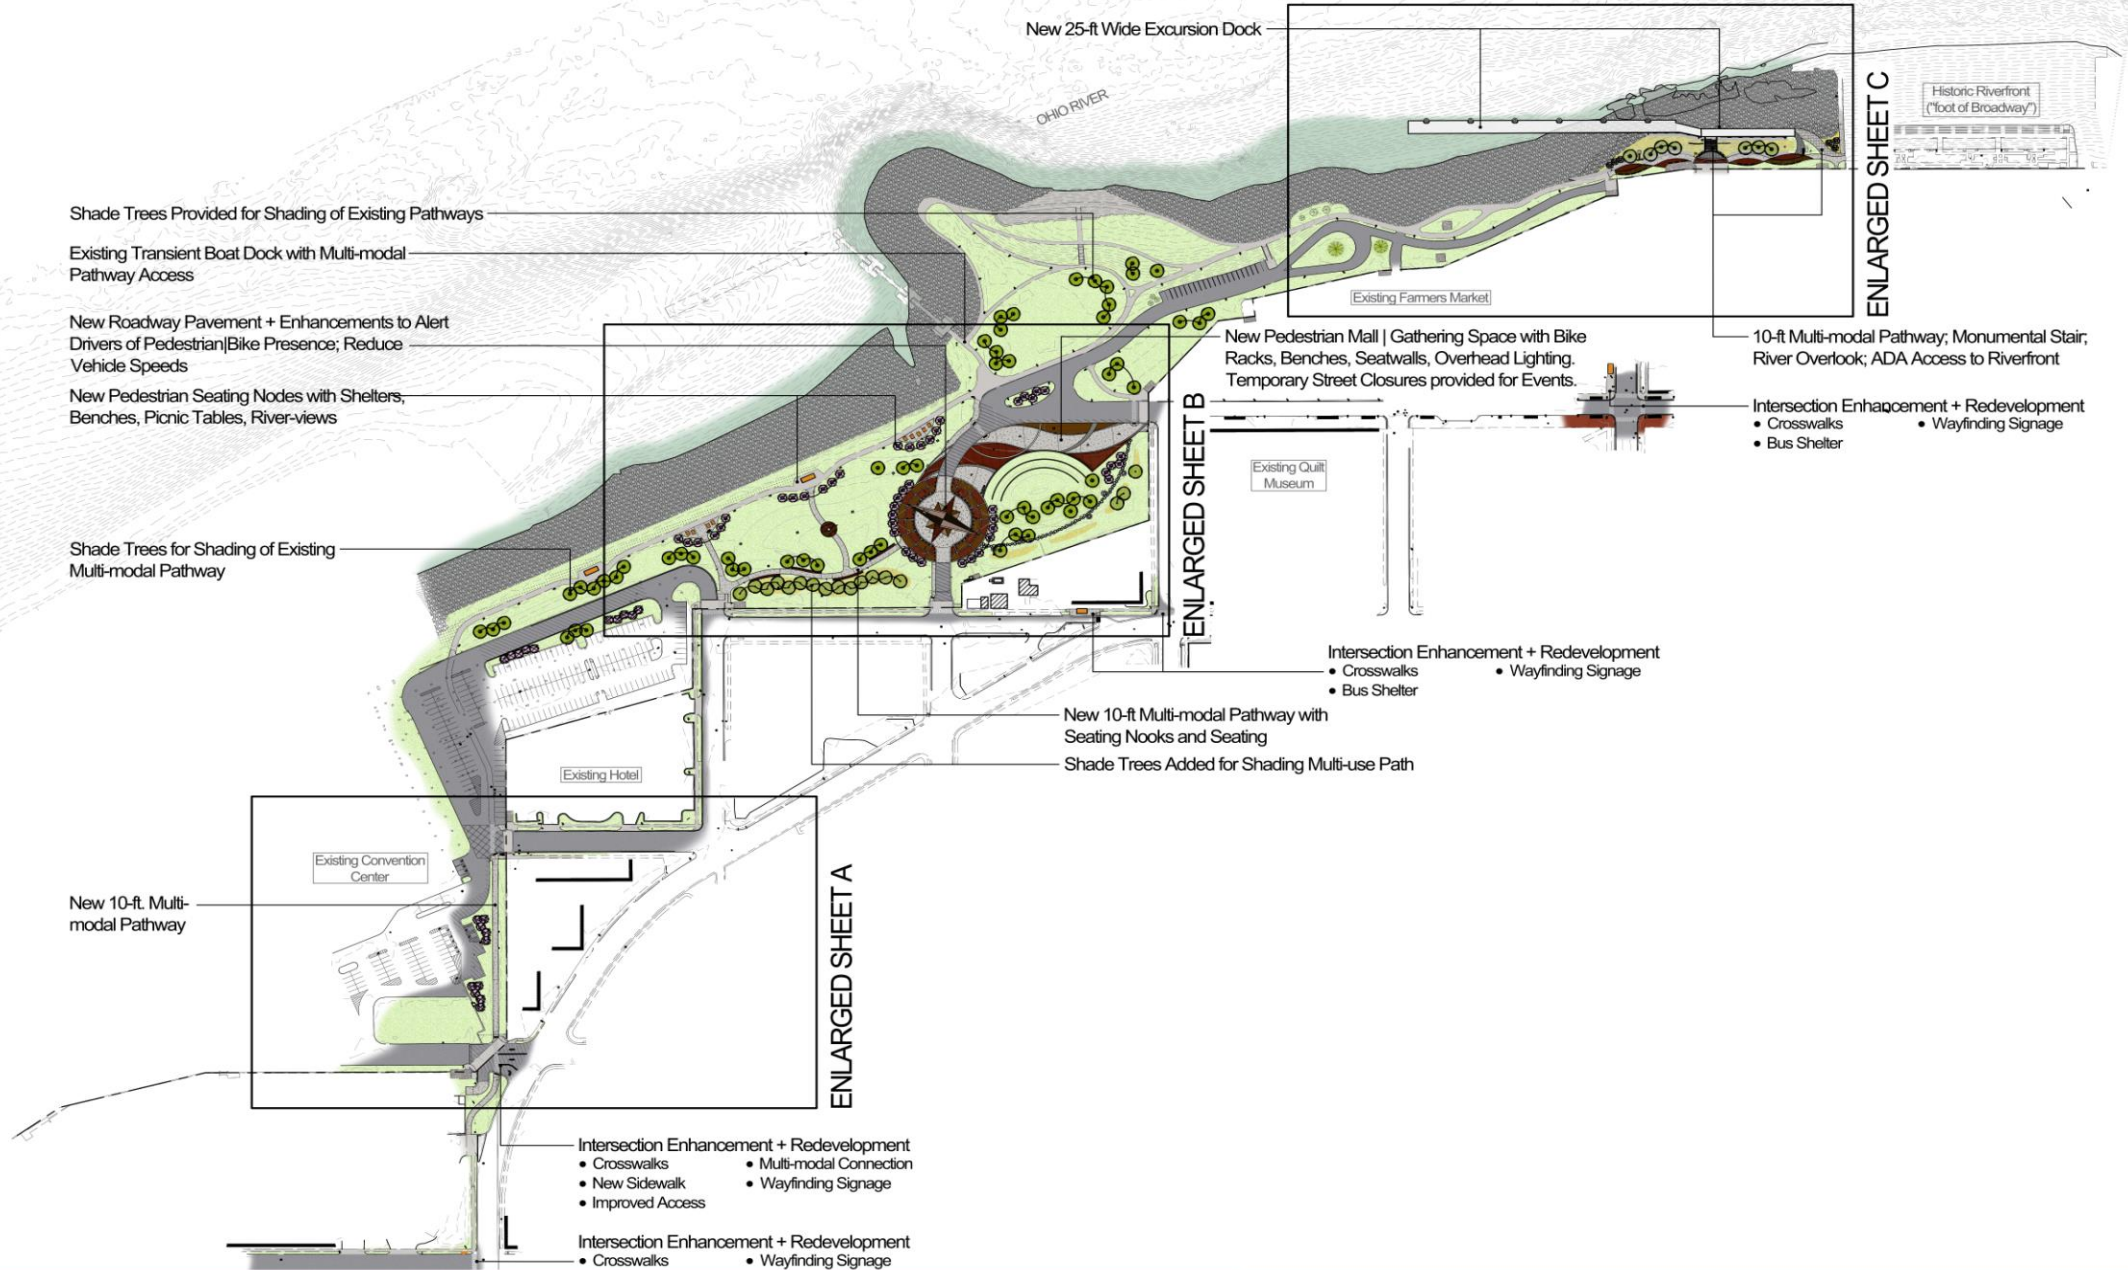 New 25-ft Wide Excursion Dock
OHIO RIVER
Historic Riverfront
("foot of Broadway")
ENLARGED SHEET C
Shade Trees Provided for Shading of Existing Pathways
Existing Transient Boat Dock with Multi-modal
Pathway Access
New Roadway Pavement + Enhancements to Alert
Drivers of Pedestrian|Bike Presence; Reduce
Vehicle Speeds
New Pedestrian Seating Nodes with Shelters,
Benches, Picnic Tables, River-views
Shade Trees for Shading of Existing
Multi-modal Pathway
Existing Farmers Market
New Pedestrian Mall | Gathering Space with Bike
Racks, Benches, Seatwalls, Overhead Lighting.
Temporary Street Closures provided for Events.
10-ft Multi-modal Pathway; Monumental Stair;
River Overlook; ADA Access to Riverfront
Intersection Enhancement + Redevelopment
• Crosswalks • Wayfinding Signage
• Bus Shelter
Existing Quilt
Museum
ENLARGED SHEET B
Intersection Enhancement + Redevelopment
• Crosswalks • Wayfinding Signage
• Bus Shelter
New 10-ft Multi-modal Pathway with
Seating Nooks and Seating
Shade Trees Added for Shading Multi-use Path
Existing Hotel
Existing Convention
Center
New 10-ft. Multi-
modal Pathway
ENLARGED SHEET A
Intersection Enhancement + Redevelopment
• Crosswalks • Multi-modal Connection
• New Sidewalk • Wayfinding Signage
• Improved Access
Intersection Enhancement + Redevelopment
• Crosswalks • Wayfinding Signage